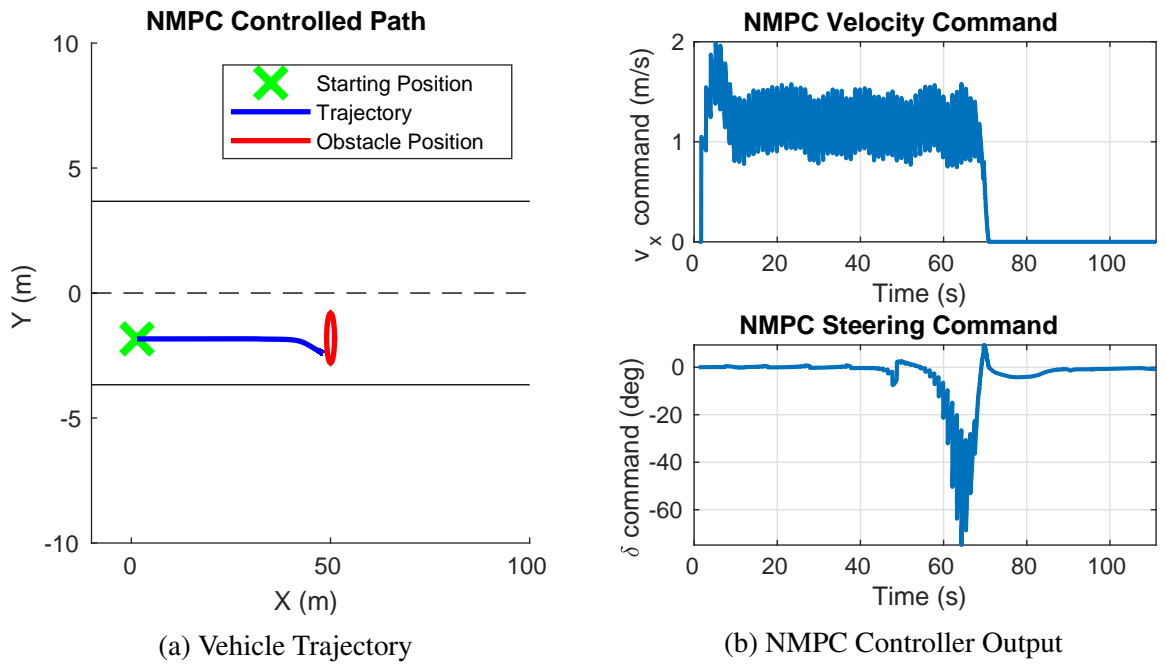 NMPC Controlled Path
10
5
0
-5
-10
Y (m)
Starting Position
Trajectory
Obstacle Position
0
50
100
X (m)
(a) Vehicle Trajectory
NMPC Velocity Command
2
1
0
v_x command (m/s)
0
20
40
60
80
100
Time (s)
NMPC Steering Command
0
-20
-40
-60
δ command (deg)
0
20
40
60
80
100
Time (s)
(b) NMPC Controller Output